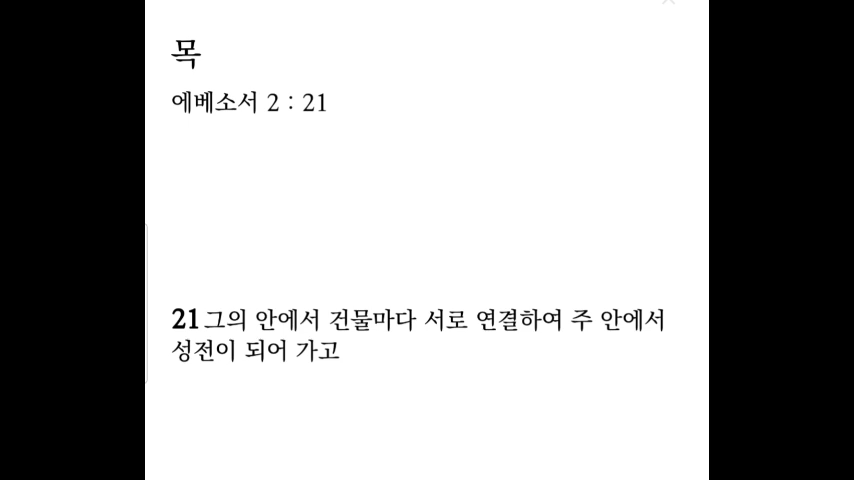 목
에베소서 2 : 21
21 그의 안에서 건물마다 서로 연결하여 주 안에서
성전이 되어 가고